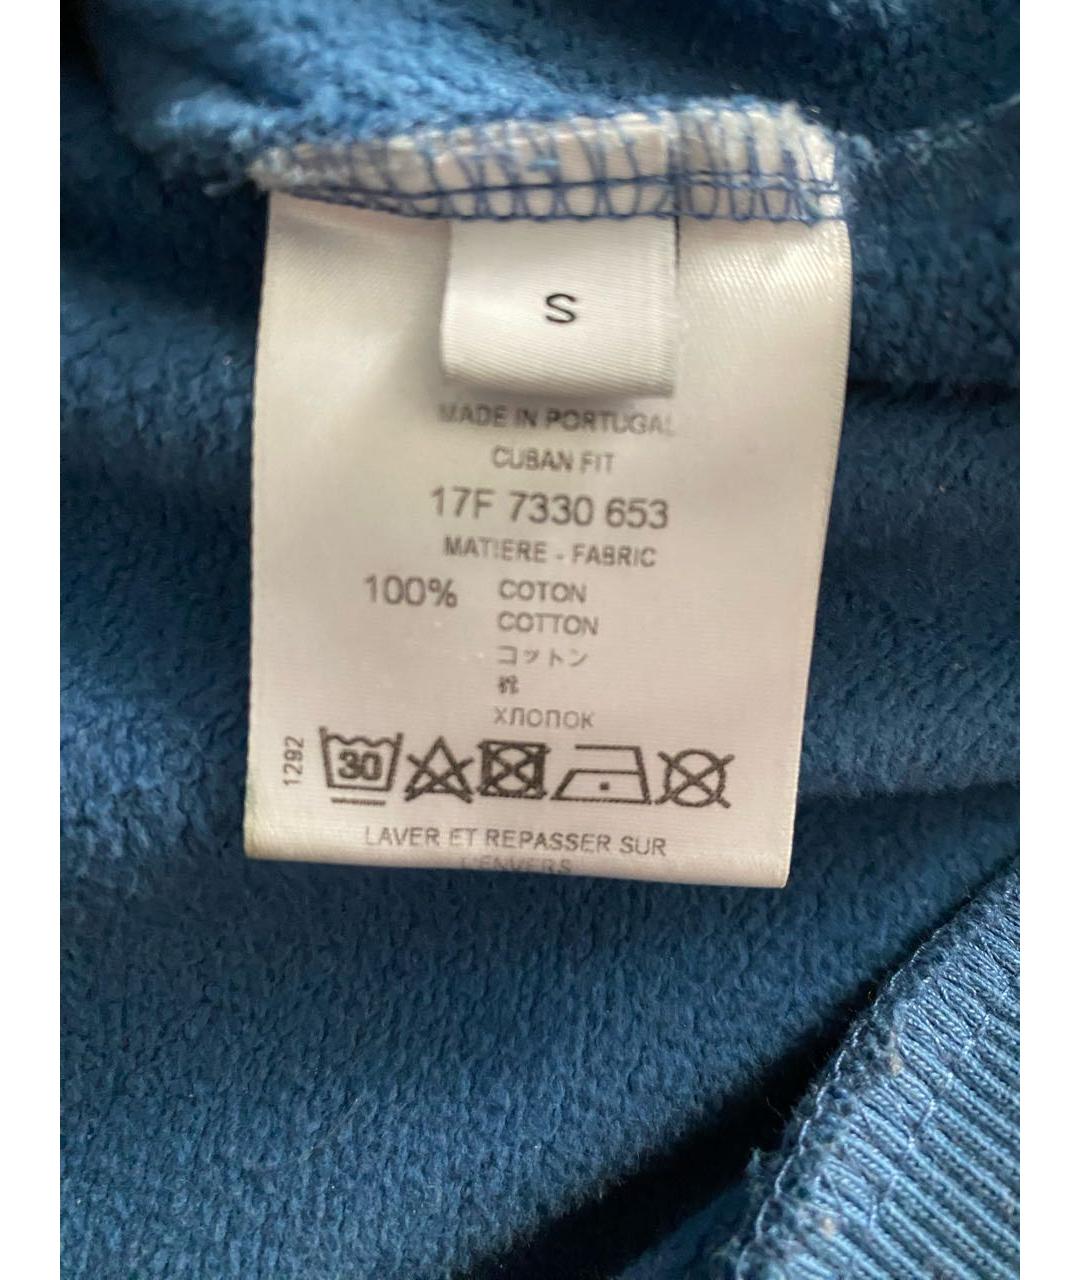 S
MADE IN PORTUGAL
CUBAN FIT
17F 7330 653
MATIERE - FABRIC
100% COTON
COTTON
コットン
棉
ХЛОПОК
1292
30
LAVER ET REPASSER SUR
L'ENVERS